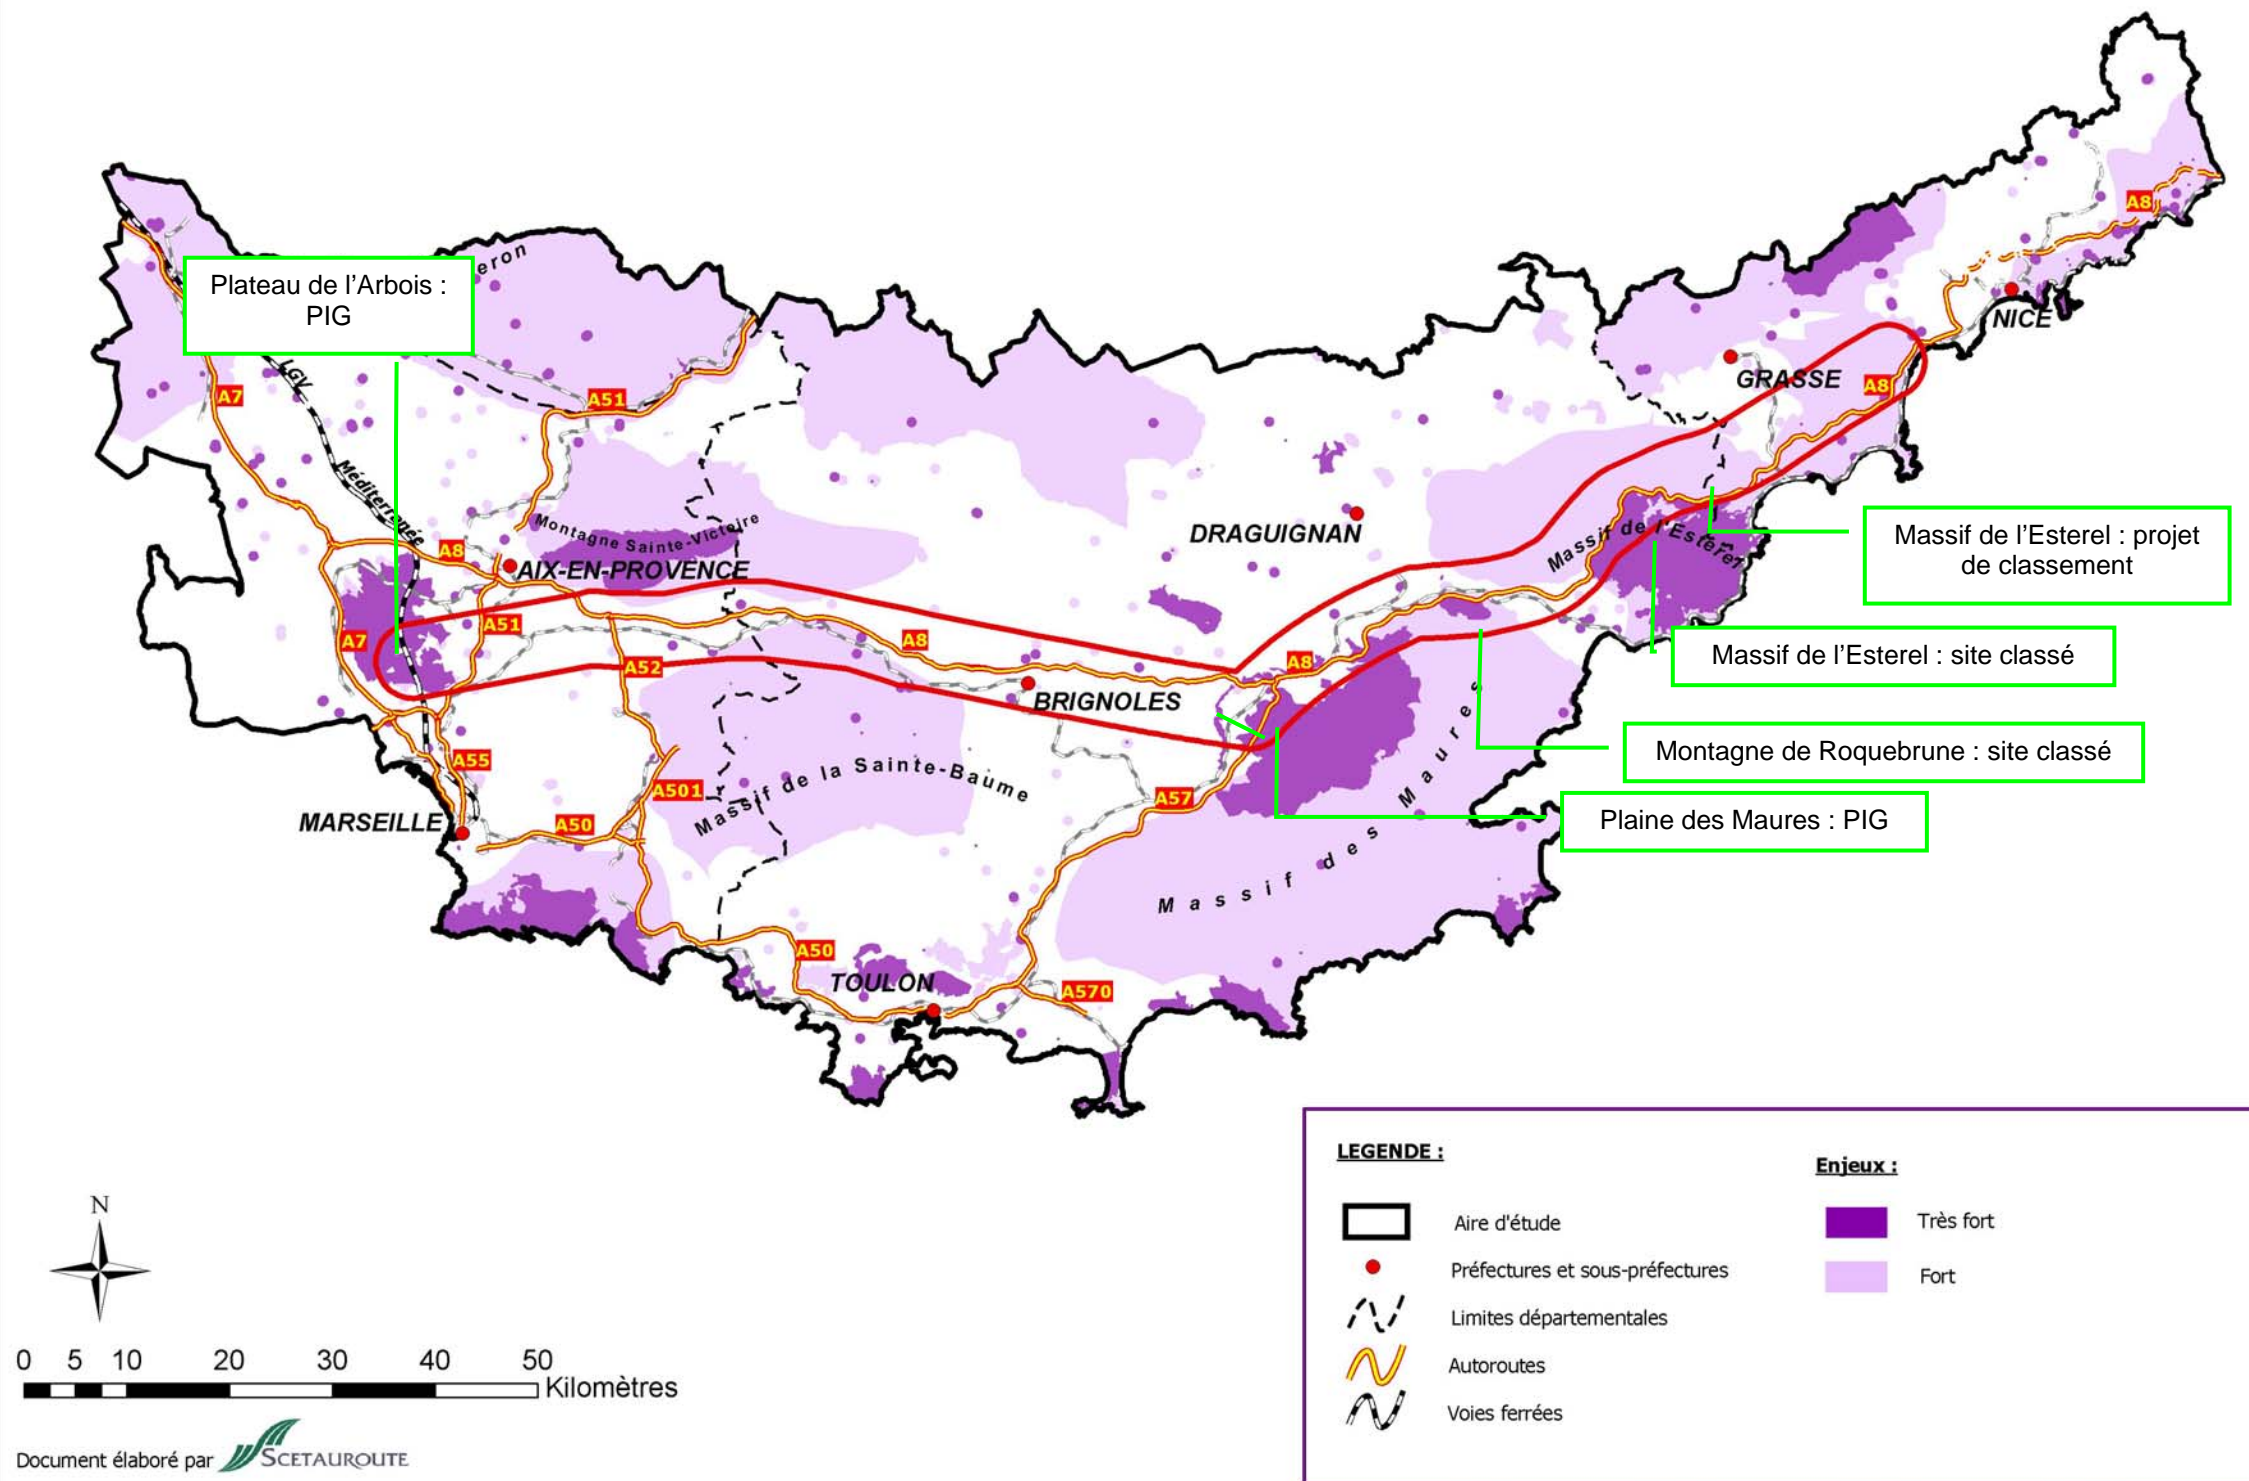 eron
Plateau de l'Arbois :
PIG
A8
NICE
LGV
A7
A51
GRASSE
A8
Méditerranée
Montagne Sainte-Victoire
DRAGUIGNAN
Massif de l'Esterel
Massif de l'Esterel : projet
de classement
A8
AIX-EN-PROVENCE
A7
A51
A8
Massif de l'Esterel : site classé
A52
A8
BRIGNOLES
Montagne de Roquebrune : site classé
A55
A501
Massif de la Sainte-Baume
A57
Plaine des Maures : PIG
MARSEILLE
A50
Massif des Maures
A50
TOULON
A570
LEGENDE :
Aire d'étude
Préfectures et sous-préfectures
Limites départementales
Autoroutes
Voies ferrées
Enjeux :
Très fort
Fort
N
0 5 10 20 30 40 50
Kilomètres
Document élaboré par SCETAUROUTE